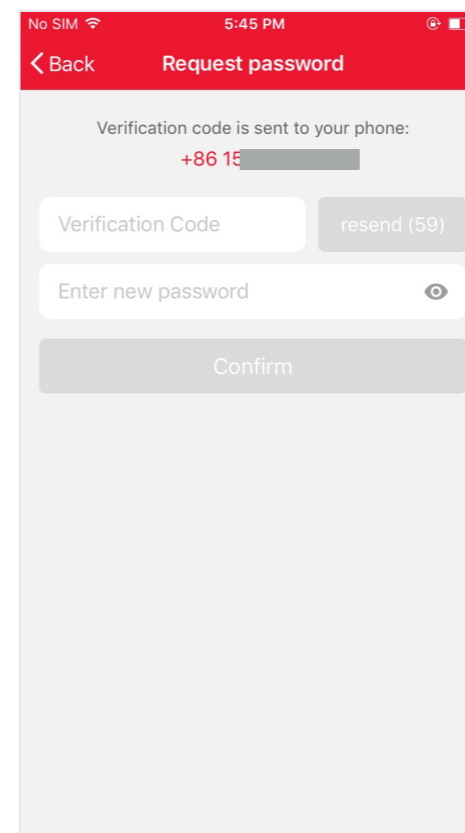 No SIM 5:45 PM
Back Request password
Verification code is sent to your phone:
+86 15
Verification Code resend (59)
Enter new password
Confirm